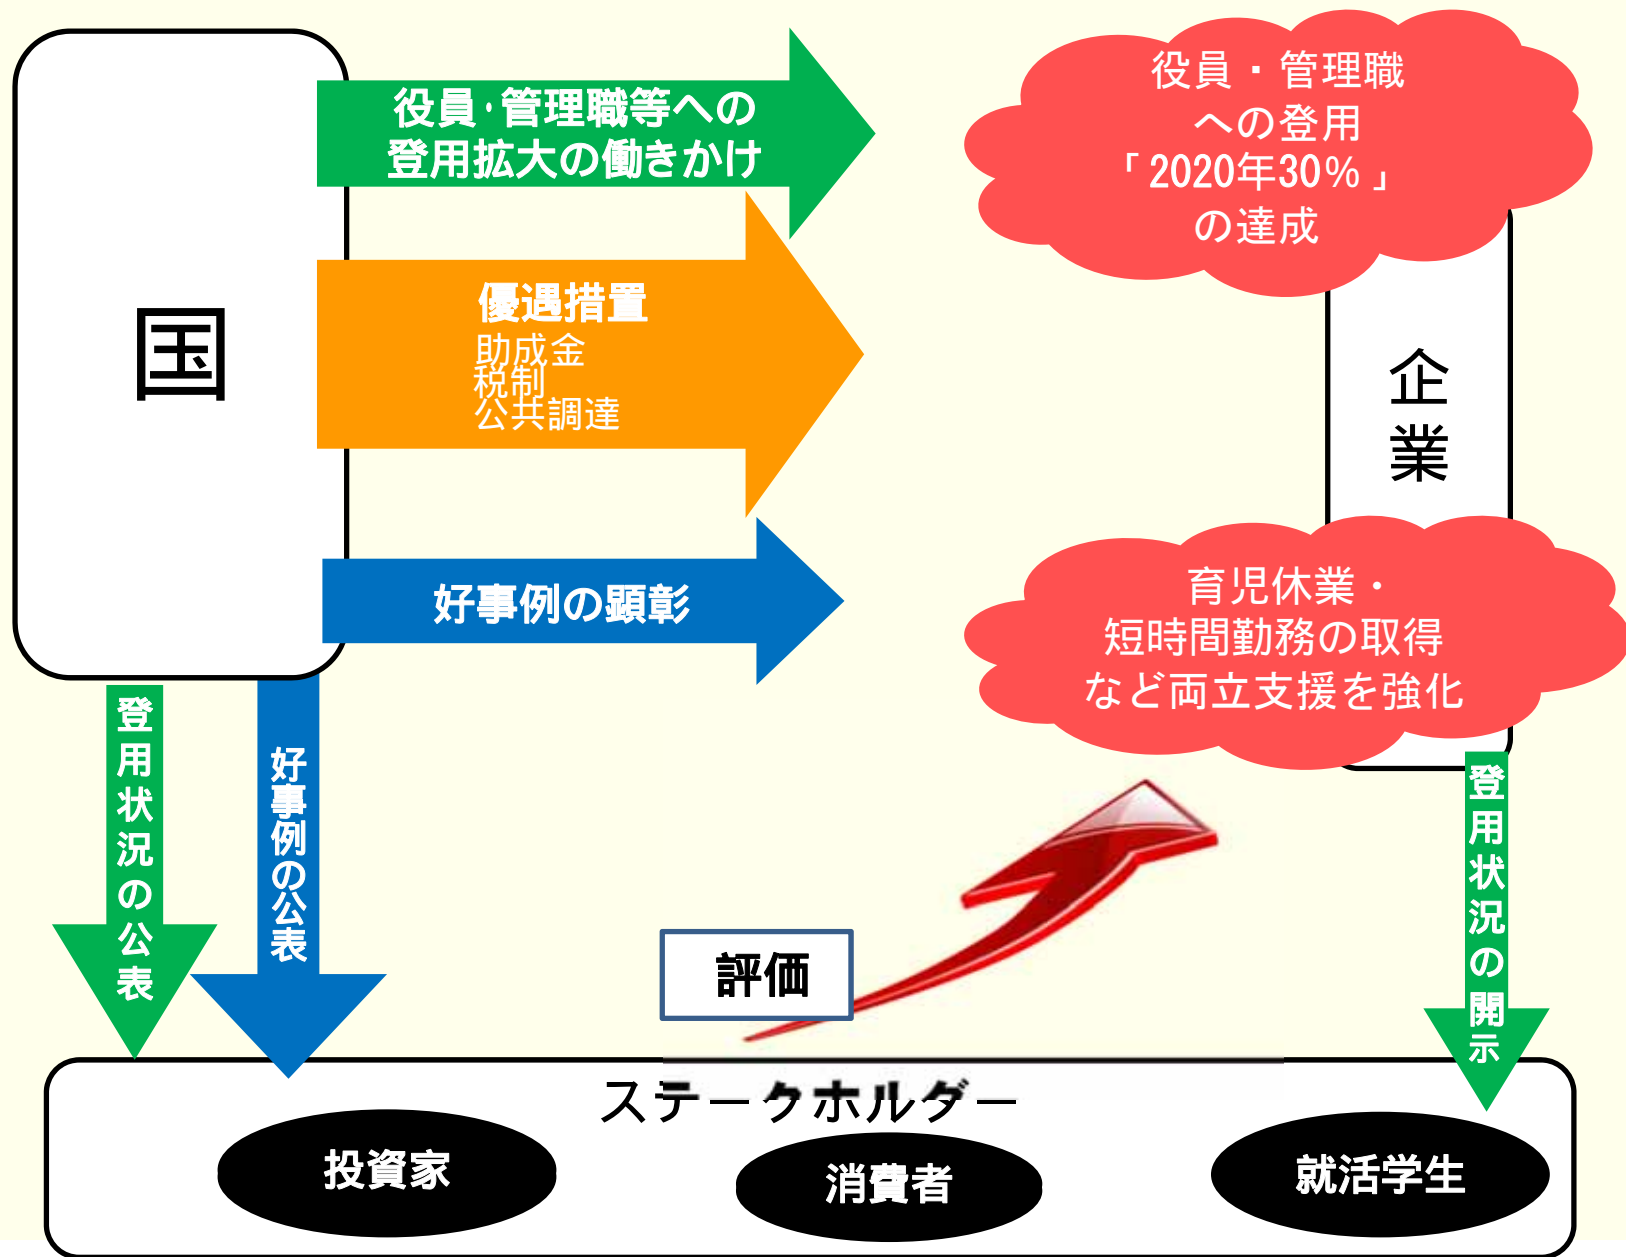 国
役員・管理職等への
登用拡大の働きかけ
優遇措置
助成金
税制
公共調達
好事例の顕彰
役員・管理職
への登用
「2020年30%」
の達成
企業
育児休業・
短時間勤務の取得
など両立支援を強化
登用状況の公表
好事例の公表
評価
登用状況の開示
ステークホルダー
投資家
消費者
就活学生